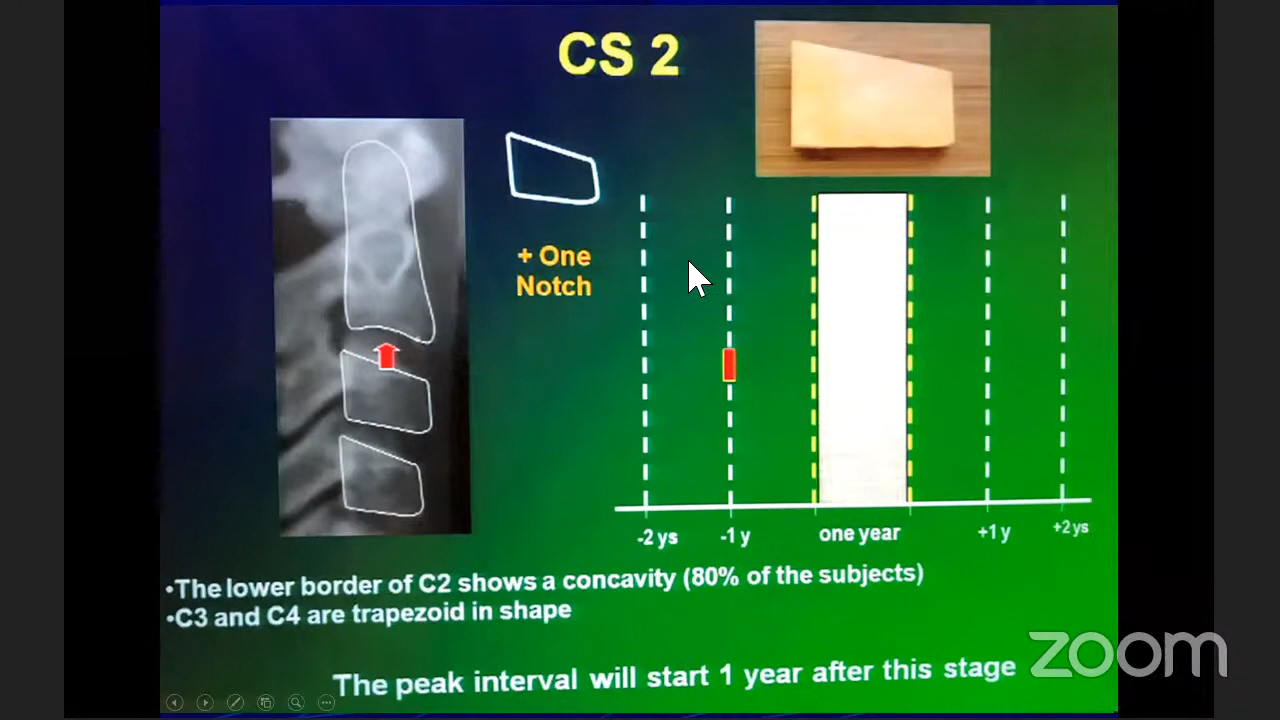 CS 2
+ One
Notch
-2 ys
-1 y
one year
+1 y
+2 ys
•The lower border of C2 shows a concavity (80% of the subjects)
•C3 and C4 are trapezoid in shape
The peak interval will start 1 year after this stage
zoom